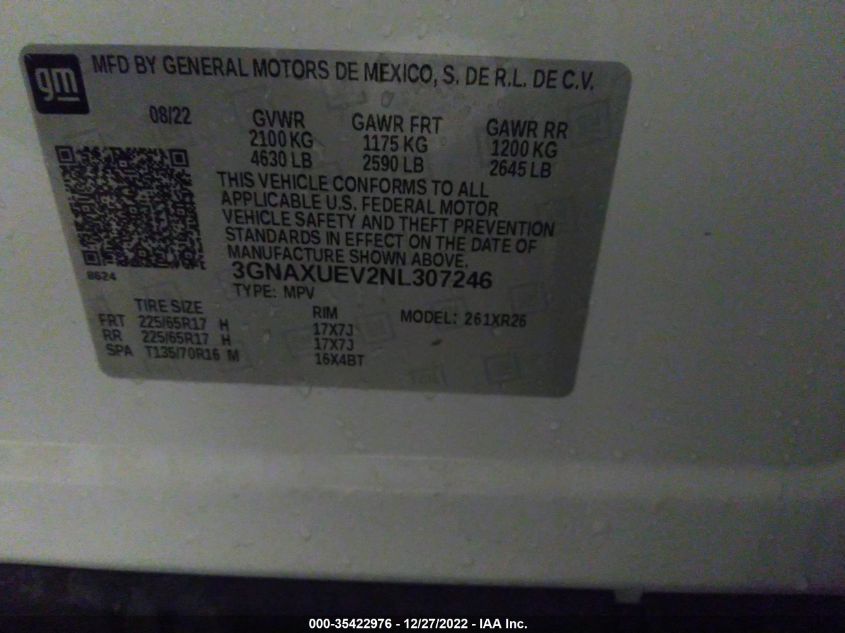 gm
MFD BY GENERAL MOTORS DE MEXICO, S. DE R.L. DE C.V.
08/22 GVWR GAWR FRT GAWR RR
2100 KG 1175 KG 1200 KG
4630 LB 2590 LB 2645 LB
THIS VEHICLE CONFORMS TO ALL
APPLICABLE U.S. FEDERAL MOTOR
VEHICLE SAFETY AND THEFT PREVENTION
STANDARDS IN EFFECT ON THE DATE OF
MANUFACTURE SHOWN ABOVE.
8624 3GNAXUEV2NL307246
TYPE: MPV
TIRE SIZE RIM MODEL: 261XR26
FRT 225/65R17 H 17X7J
RR 225/65R17 H 17X7J
SPA T135/70R16 M 16X4BT
000-35422976 - 12/27/2022 - IAA Inc.